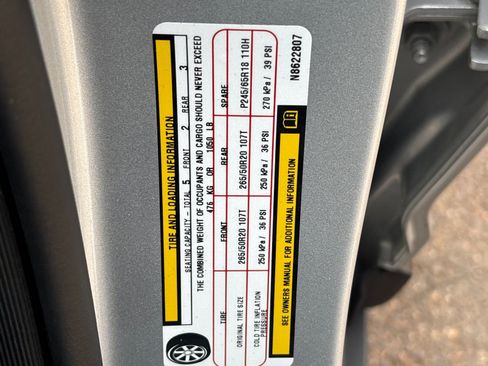 TIRE AND LOADING INFORMATION
SEATING CAPACITY - TOTAL 5 FRONT 2 REAR 3
THE COMBINED WEIGHT OF OCCUPANTS AND CARGO SHOULD NEVER EXCEED
476 KG OR 1050 LB
TIRE FRONT REAR SPARE
ORIGINAL TIRE SIZE 265/50R20 107T 265/50R20 107T P245/65R18 110H
COLD TIRE INFLATION PRESSURE 250 kPa / 36 PSI 250 kPa / 36 PSI 270 kPa / 39 PSI
SEE OWNERS MANUAL FOR ADDITIONAL INFORMATION
N8622807